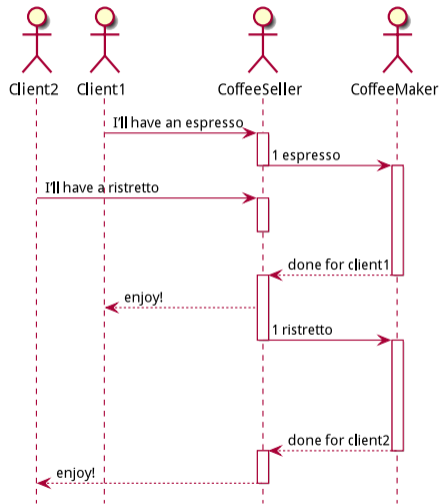 Client2 Client1 CoffeeSeller CoffeeMaker
I'll have an espresso
1 espresso
I'll have a ristretto
done for client1
enjoy!
1 ristretto
done for client2
enjoy!